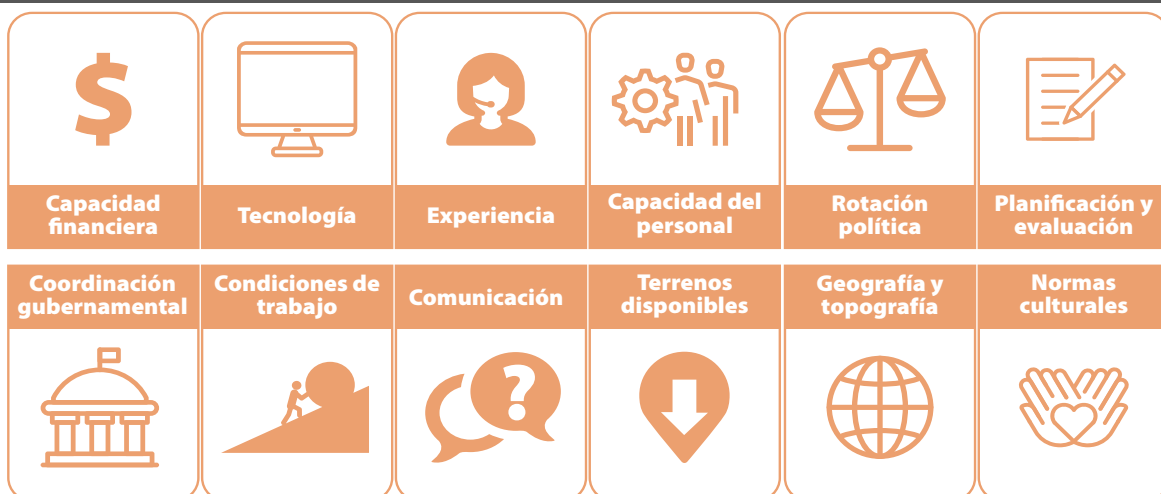 $
Capacidad
financiera
Tecnología
Experiencia
Capacidad del
personal
Rotación
política
Planificación y
evaluación
Coordinación
gubernamental
Condiciones de
trabajo
Comunicación
Terrenos
disponibles
Geografía y
topografía
Normas
culturales
?